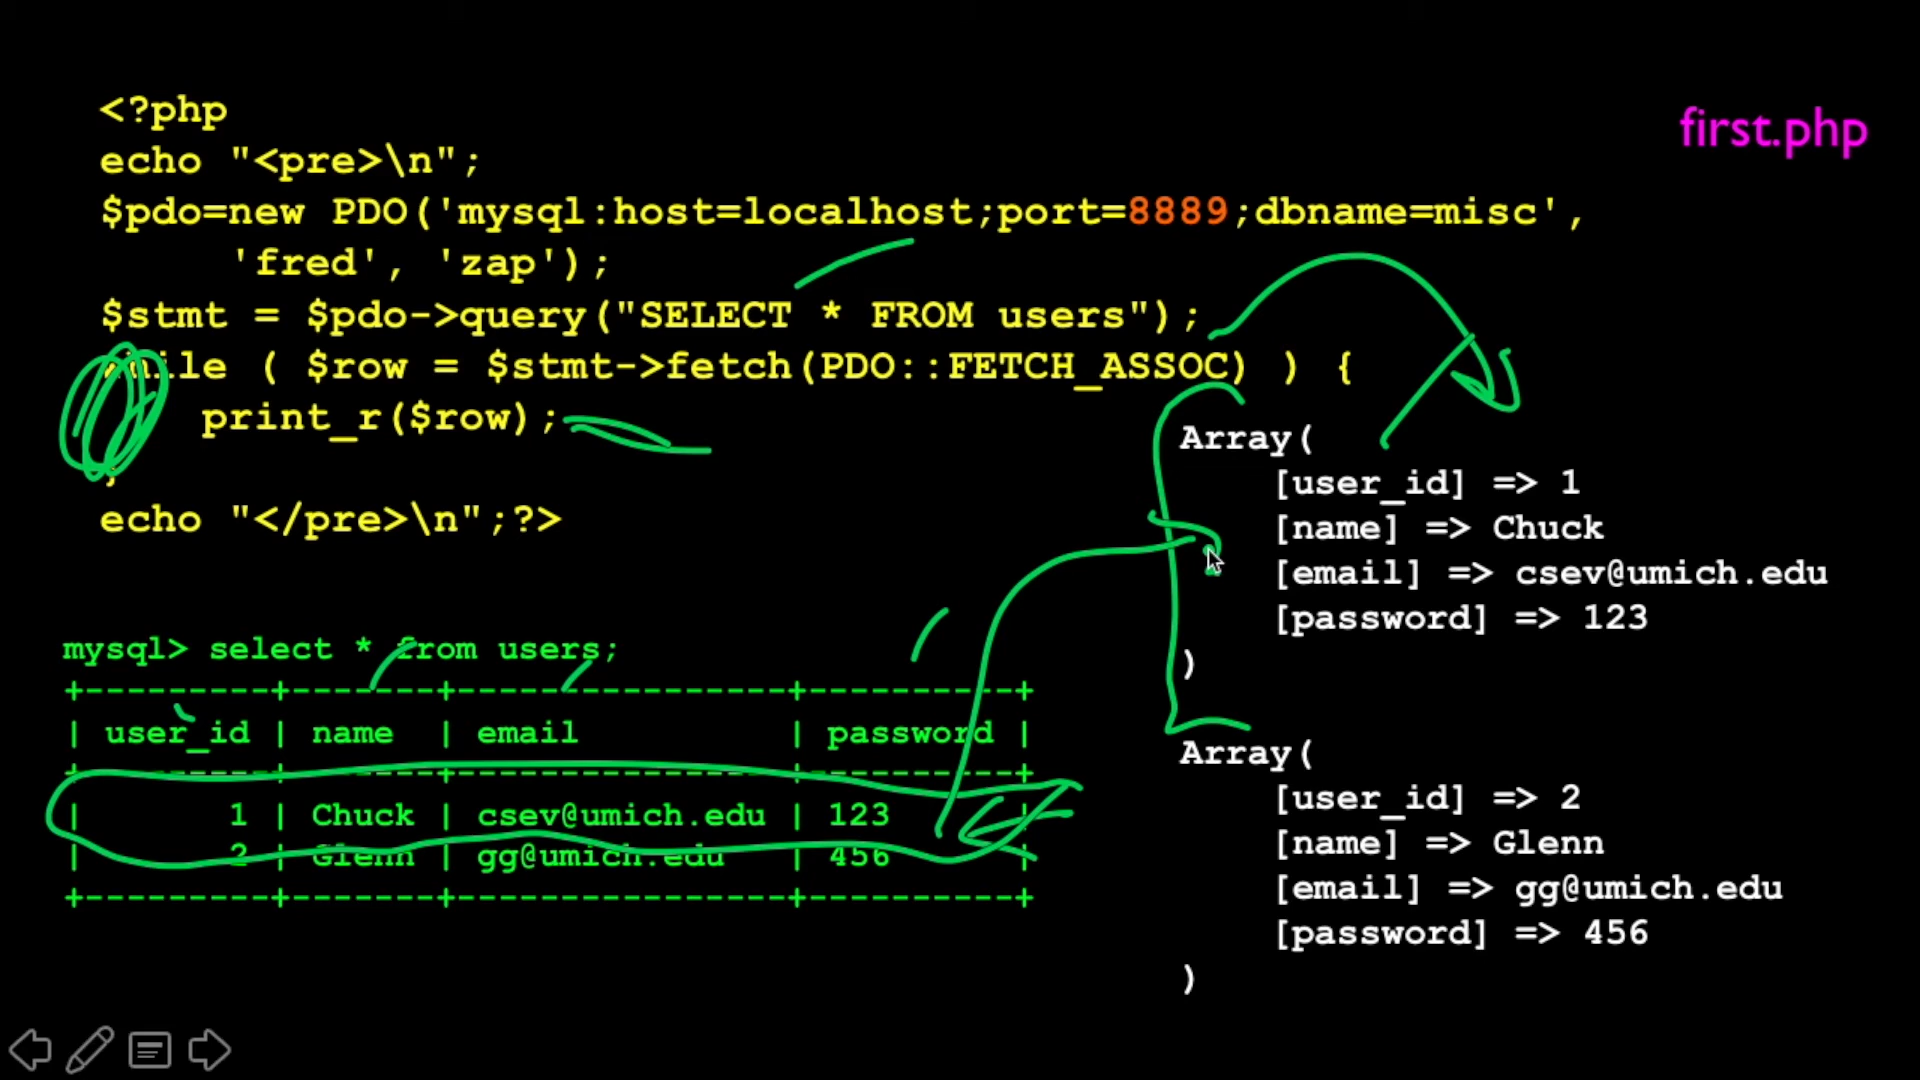 first.php
<?php
echo "<pre>\n";
$pdo=new PDO('mysql:host=localhost;port=8889;dbname=misc',
'fred', 'zap');
$stmt = $pdo->query("SELECT * FROM users");
while ( $row = $stmt->fetch(PDO::FETCH_ASSOC) ) {
print_r($row);
}
echo "</pre>\n";?>
mysql> select * from users;
+---------+------+---------------+----------+
| user_id | name | email | password |
+---------+------+---------------+----------+
| 1 | Chuck | csev@umich.edu | 123 |
| 2 | Glenn | gg@umich.edu | 456 |
+---------+------+---------------+----------+
Array(
[user_id] => 1
[name] => Chuck
[email] => csev@umich.edu
[password] => 123
)
Array(
[user_id] => 2
[name] => Glenn
[email] => gg@umich.edu
[password] => 456
)